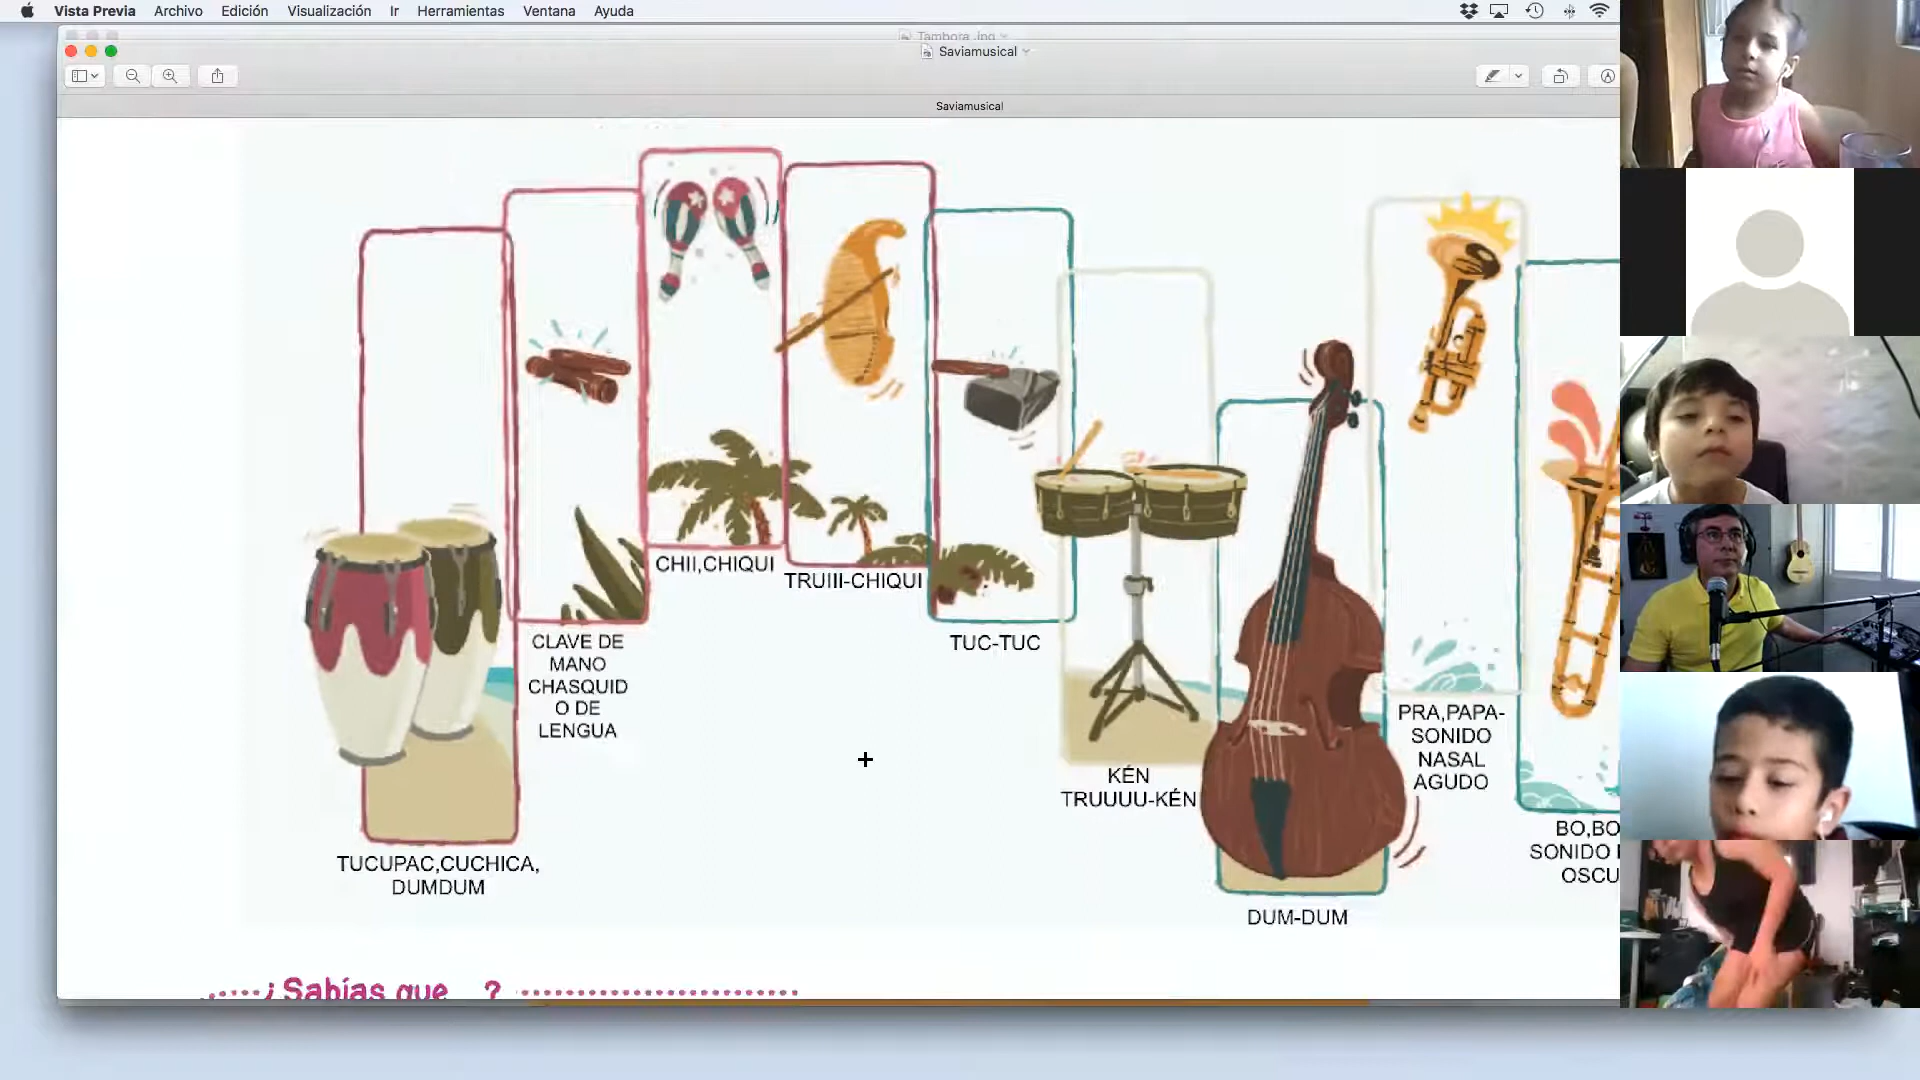 Vista Previa Archivo Edición Visualización Ir Herramientas Ventana Ayuda
Tambora .jpg
Saviamusical
Saviamusical
CHII,CHIQUI
TRUIII-CHIQUI
CLAVE DE
MANO
CHASQUID
O DE
LENGUA
TUC-TUC
PRA,PAPA-
SONIDO
NASAL
AGUDO
KÉN
TRUUUU-KÉN
BO,BO
SONIDO
OSCU
TUCUPAC,CUCHICA,
DUMDUM
DUM-DUM
¿Sabías que...?